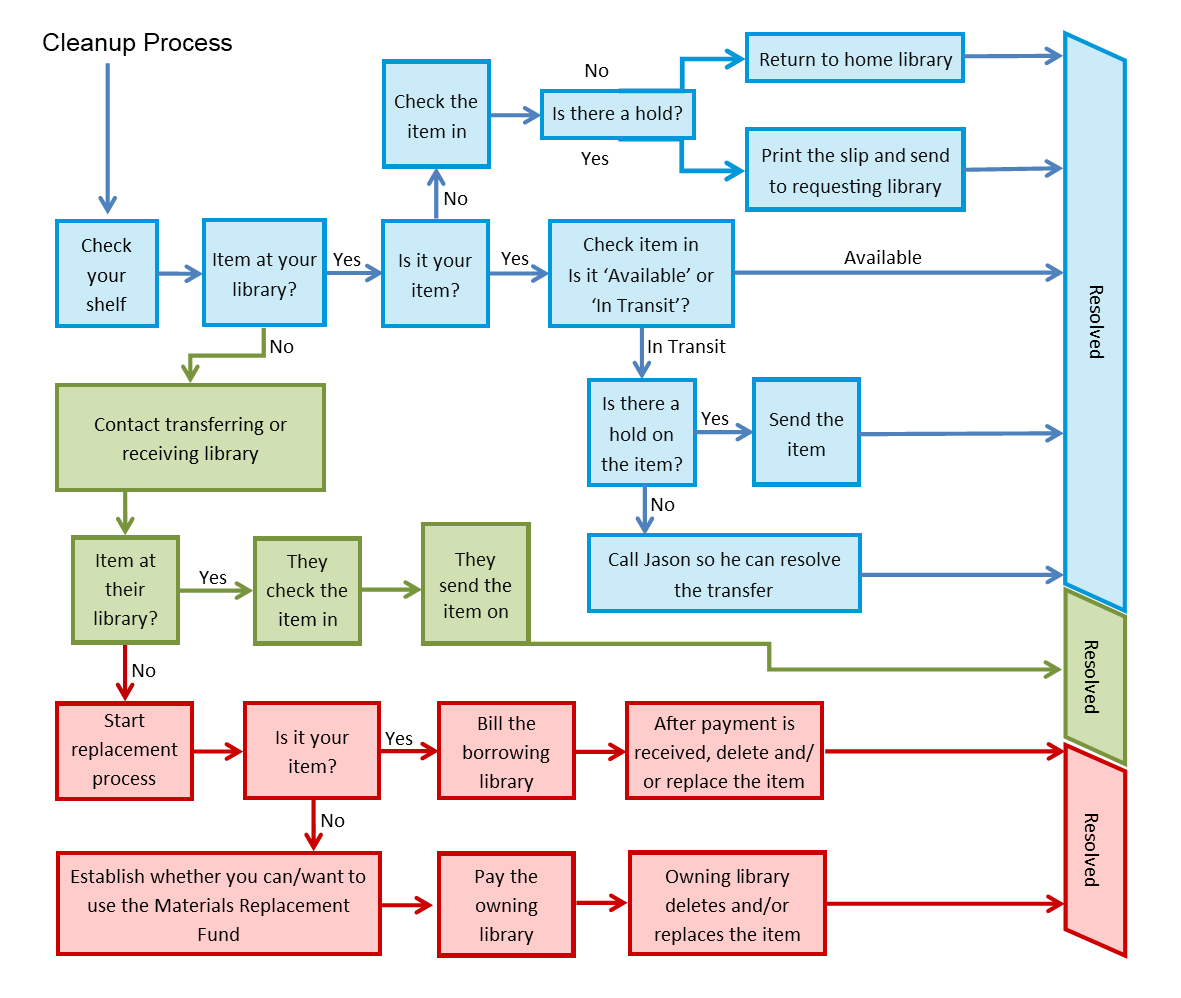 Cleanup Process
Check the
item in
No
Is there a hold?
Yes
Return to home library
Print the slip and send
to requesting library
No
Check
your
shelf
Item at your
library?
Yes
Is it your
item?
Yes
Check item in
Is it ‘Available’ or
‘In Transit’?
Available
Resolved
No
In Transit
Contact transferring or
receiving library
Is there a
hold on
the item?
Yes
Send the
item
No
Call Jason so he can resolve
the transfer
Item at
their
library?
Yes
They
check the
item in
They
send the
item on
Resolved
No
Start
replacement
process
Is it your
item?
Yes
Bill the
borrowing
library
After payment is
received, delete and/
or replace the item
Resolved
No
Establish whether you can/want to
use the Materials Replacement
Fund
Pay the
owning
library
Owning library
deletes and/or
replaces the item